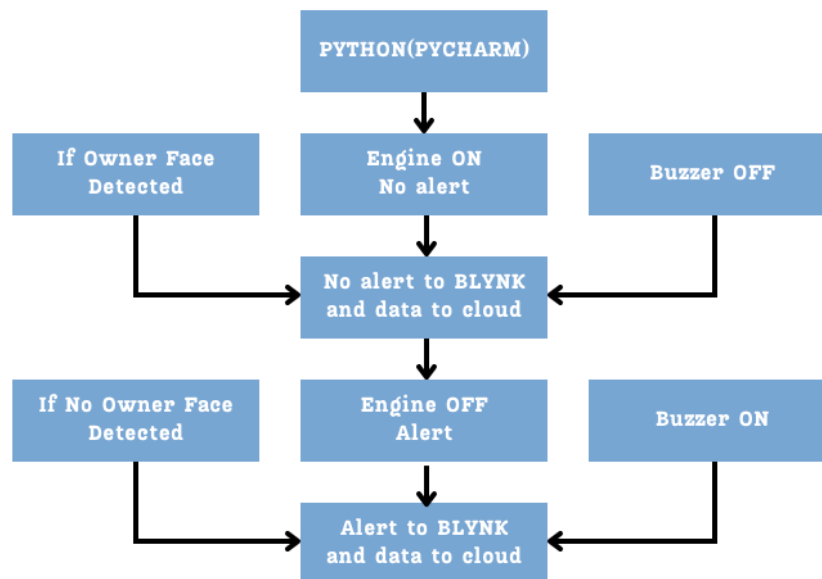 PYTHON(PYCHARM)
If Owner Face
Detected
Engine ON
No alert
Buzzer OFF
No alert to BLYNK
and data to cloud
If No Owner Face
Detected
Engine OFF
Alert
Buzzer ON
Alert to BLYNK
and data to cloud